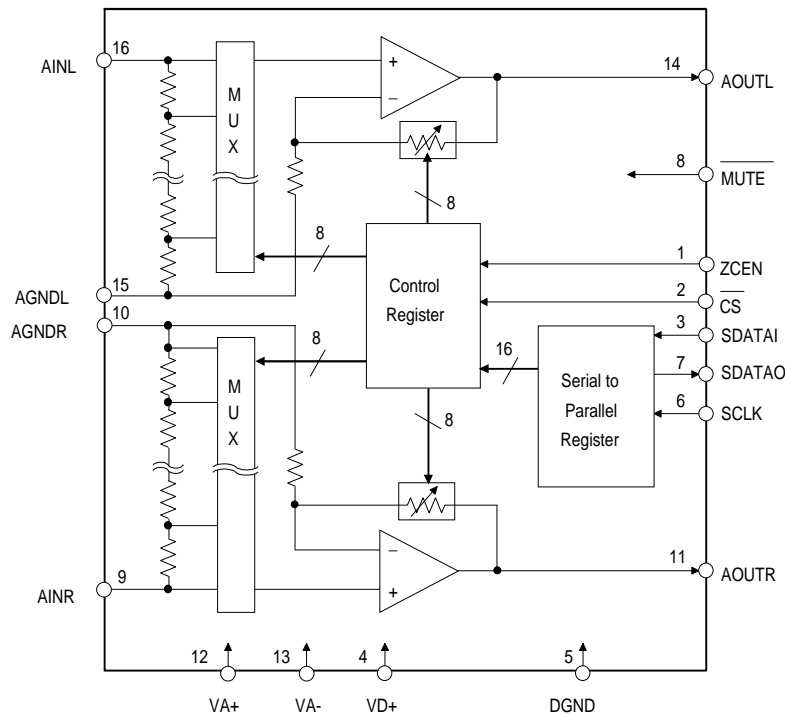 16
AINL
MUX
+
−
14
AOUTL
8
MUTE
8
8
1
ZCEN
Control
Register
2
CS
15
AGNDL
10
AGNDR
3
SDATAI
16
7
SDATAO
8
MUX
Serial to
Parallel
Register
6
SCLK
8
−
+
11
AOUTR
9
AINR
12
13
4
5
VA+
VA-
VD+
DGND